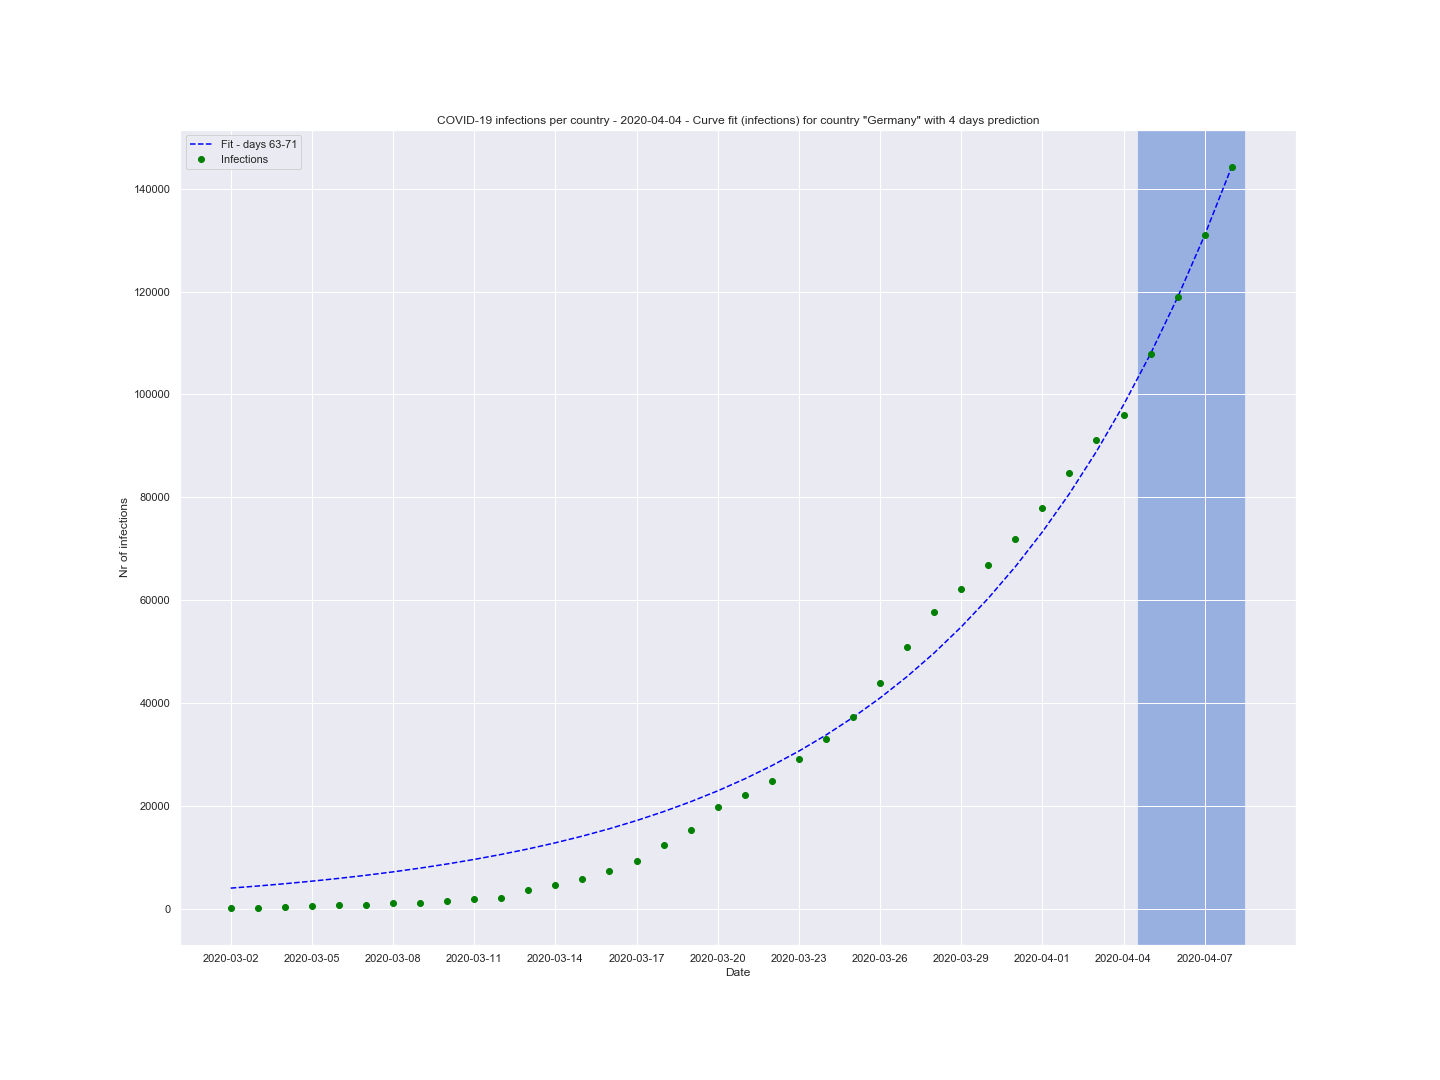 COVID-19 infections per country - 2020-04-04 - Curve fit (infections) for country "Germany" with 4 days prediction
Fit - days 63-71
Infections
140000
120000
100000
80000
60000
40000
20000
0
Nr of infections
2020-03-02 2020-03-05 2020-03-08 2020-03-11 2020-03-14 2020-03-17 2020-03-20 2020-03-23 2020-03-26 2020-03-29 2020-04-01 2020-04-04 2020-04-07
Date